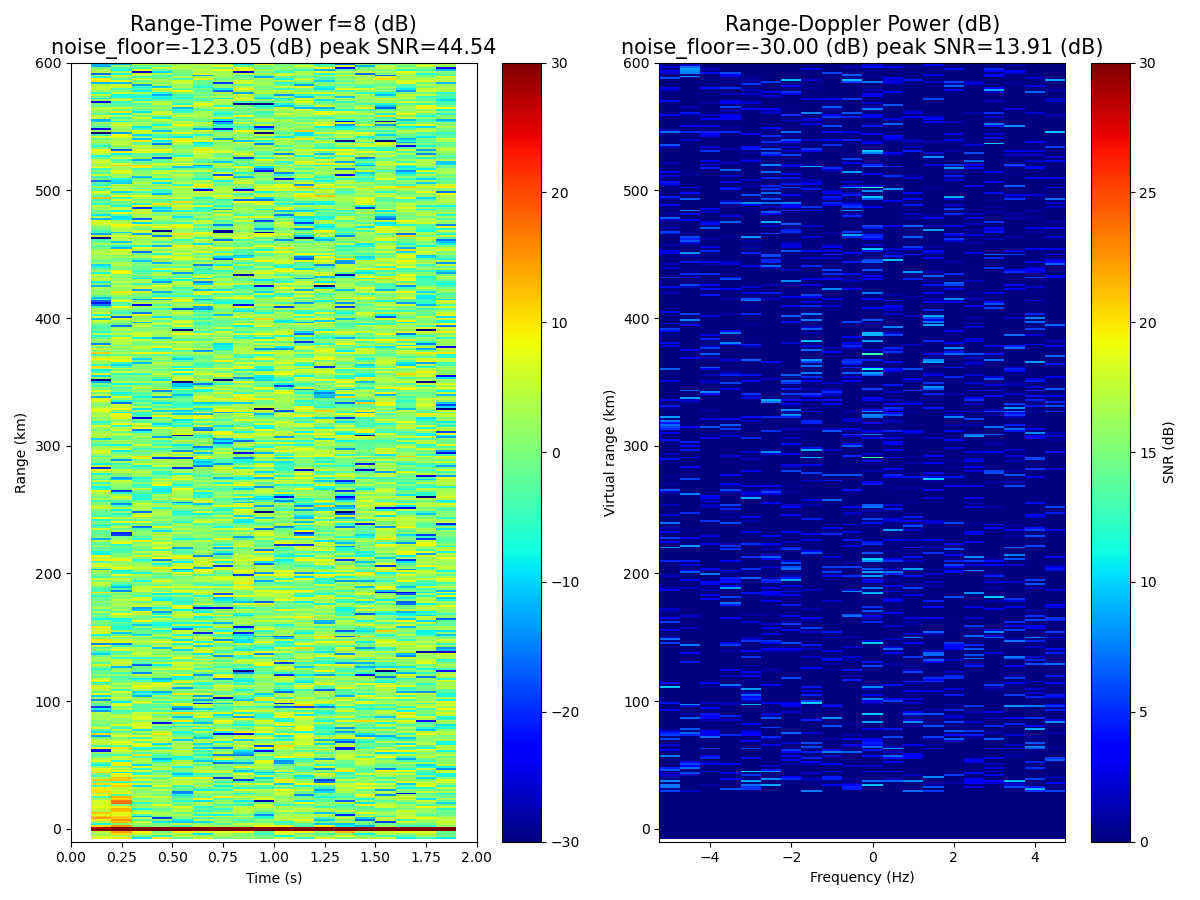 Range-Time Power f=8 (dB)
noise_floor=-123.05 (dB) peak SNR=44.54
Range (km)
600
500
400
300
200
100
0
0.00 0.25 0.50 0.75 1.00 1.25 1.50 1.75 2.00
Time (s)
30
20
10
0
−10
−20
−30
Range-Doppler Power (dB)
noise_floor=-30.00 (dB) peak SNR=13.91 (dB)
Virtual range (km)
600
500
400
300
200
100
0
−4 −2 0 2 4
Frequency (Hz)
30
25
20
15
10
5
0
SNR (dB)